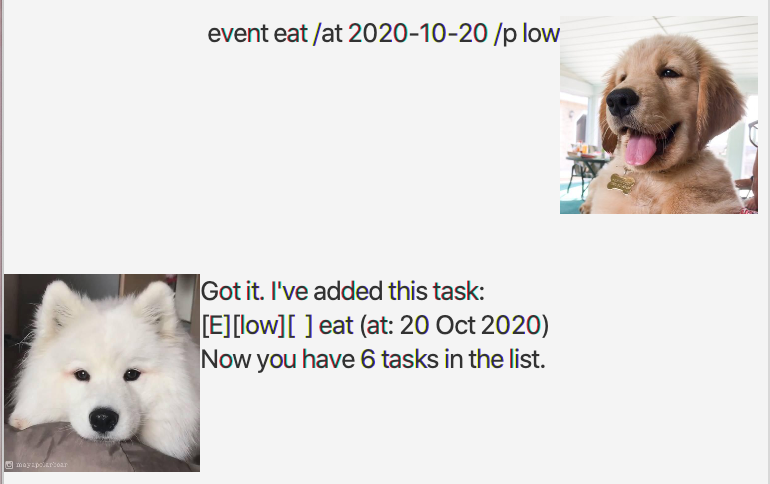 event eat /at 2020-10-20 /p low
Got it. I've added this task:
[E][low][ ] eat (at: 20 Oct 2020)
Now you have 6 tasks in the list.